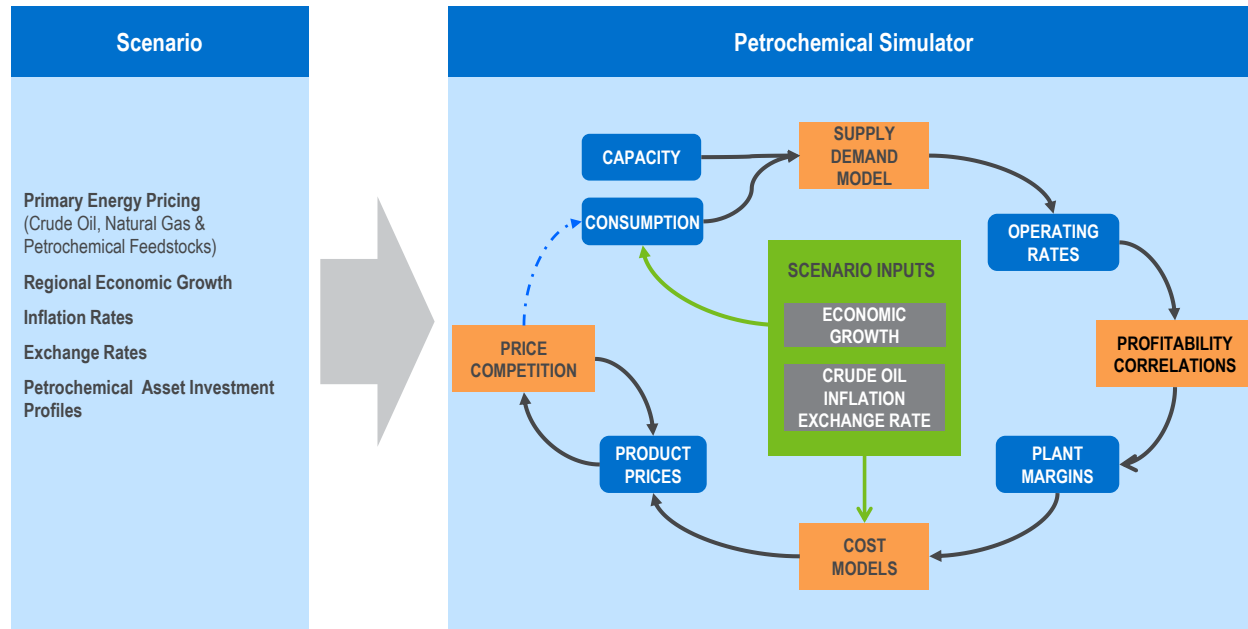 Scenario
Primary Energy Pricing
(Crude Oil, Natural Gas &
Petrochemical Feedstocks)
Regional Economic Growth
Inflation Rates
Exchange Rates
Petrochemical Asset Investment
Profiles
Petrochemical Simulator
CAPACITY
SUPPLY
DEMAND
MODEL
CONSUMPTION
OPERATING
RATES
SCENARIO INPUTS
ECONOMIC
GROWTH
CRUDE OIL
INFLATION
EXCHANGE RATE
PRICE
COMPETITION
PROFITABILITY
CORRELATIONS
PRODUCT
PRICES
PLANT
MARGINS
COST
MODELS